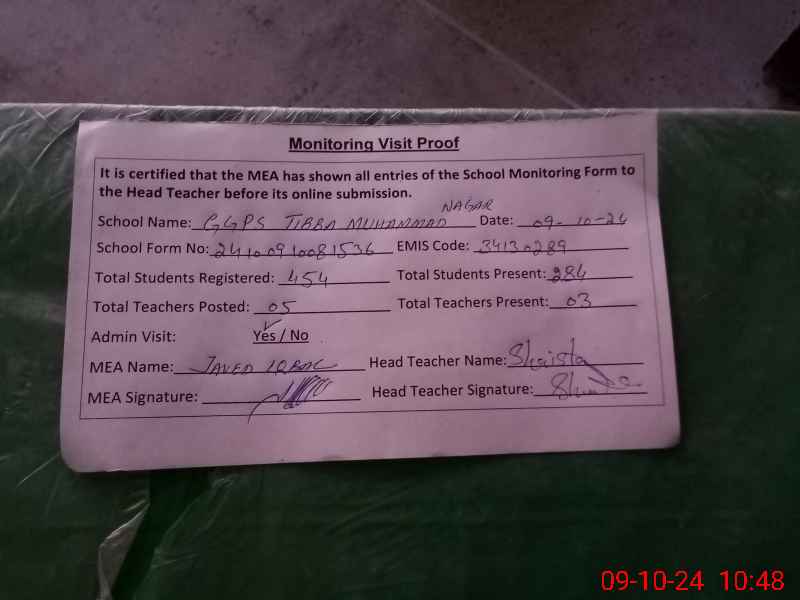 Monitoring Visit Proof
It is certified that the MEA has shown all entries of the School Monitoring Form to
the Head Teacher before its online submission.
School Name: GGPS TIBBA MUHAMMAD NAGAR Date: 09-10-24
School Form No: 24100910081536 EMIS Code: 34130289
Total Students Registered: 454 Total Students Present: 284
Total Teachers Posted: 05 Total Teachers Present: 03
Admin Visit: Yes / No
MEA Name: JAVED IQBAL Head Teacher Name: Shaista
MEA Signature: Head Teacher Signature:
09-10-24 10:48